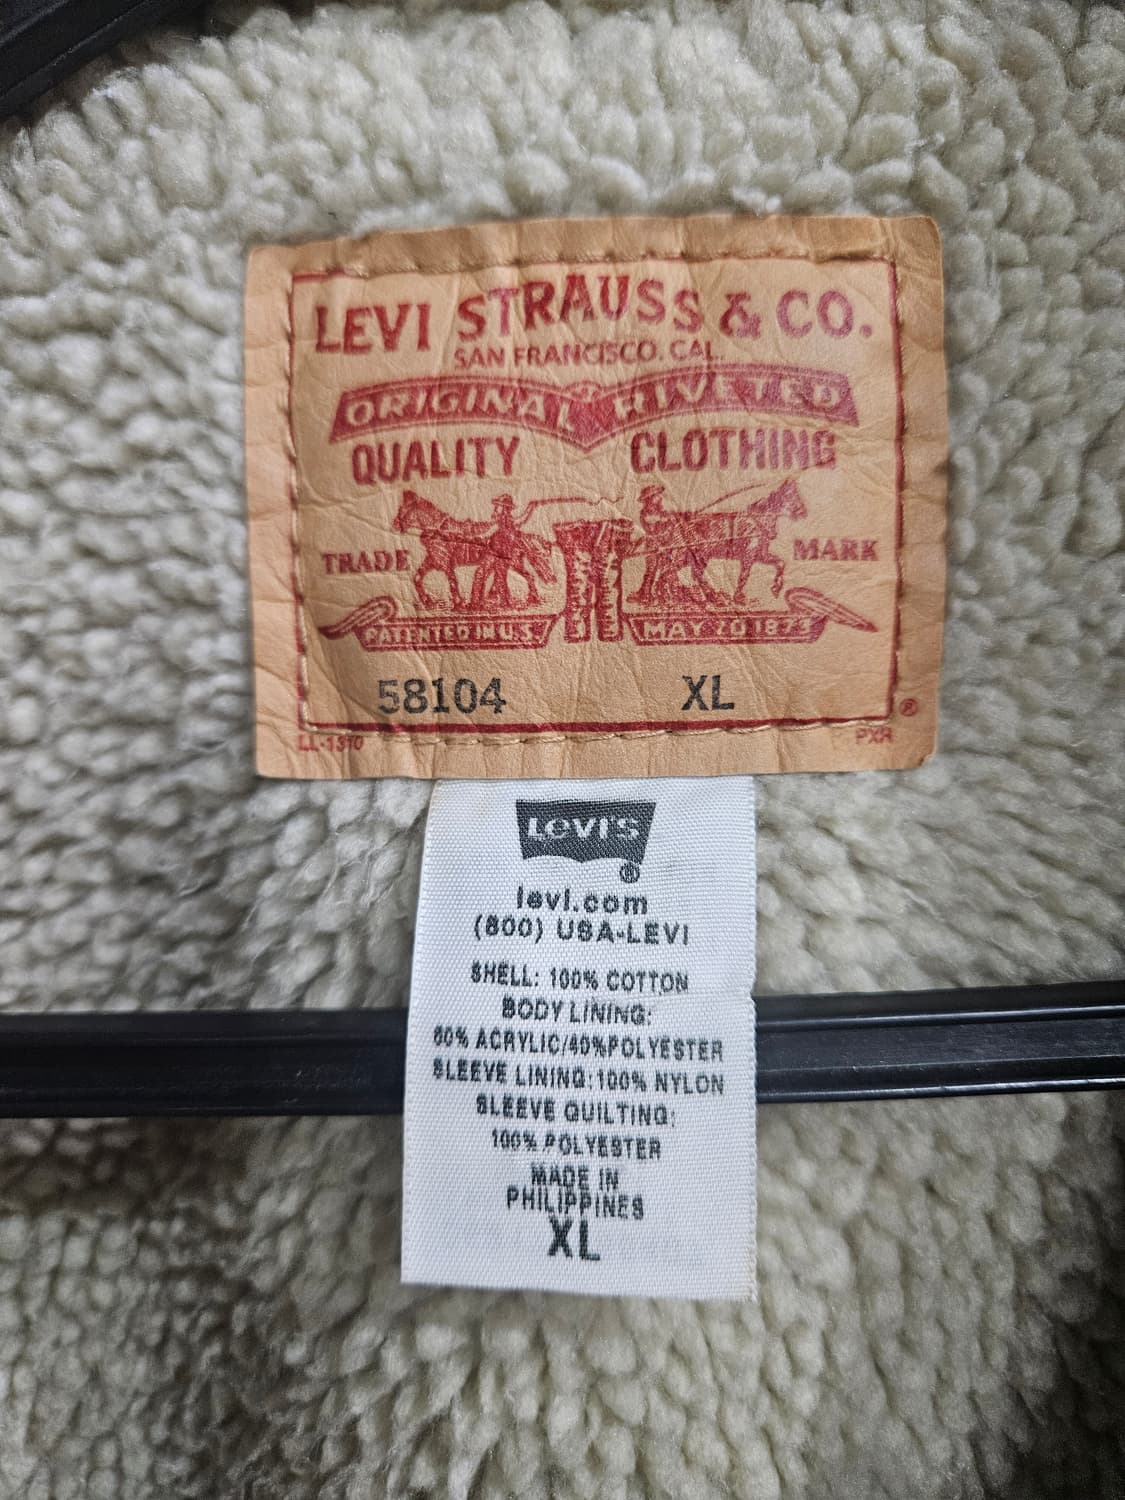 LEVI STRAUSS & CO.
SAN FRANCISCO. CAL.
ORIGINAL RIVETED
QUALITY CLOTHING
TRADE MARK
PATENTED IN U.S. MAY 20 1873
58104 XL
®
LL-1310 PXR
LEVI'S
®
levi.com
(800) USA-LEVI
SHELL: 100% COTTON
BODY LINING:
60% ACRYLIC/40%POLYESTER
SLEEVE LINING:100% NYLON
SLEEVE QUILTING:
100% POLYESTER
MADE IN
PHILIPPINES
XL